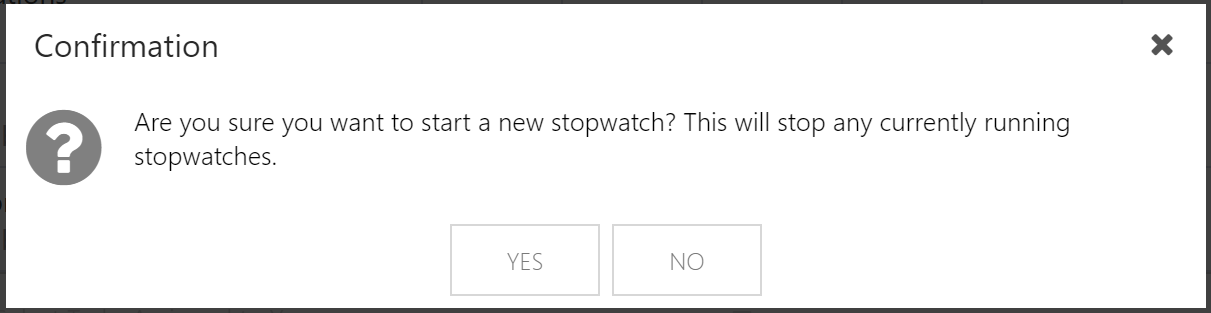 Confirmation
Are you sure you want to start a new stopwatch? This will stop any currently running
stopwatches.
YES
NO